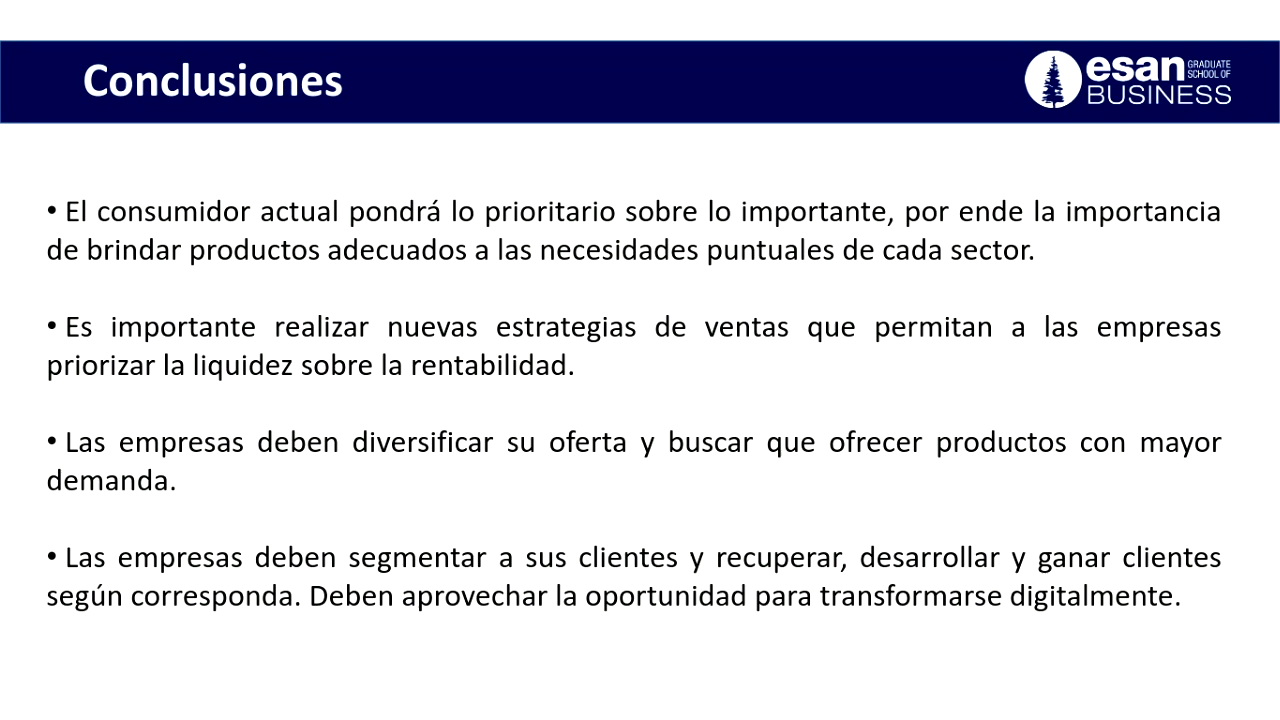 Conclusiones
esan GRADUATE
SCHOOL OF
BUSINESS
• El consumidor actual pondrá lo prioritario sobre lo importante, por ende la importancia
de brindar productos adecuados a las necesidades puntuales de cada sector.
• Es importante realizar nuevas estrategias de ventas que permitan a las empresas
priorizar la liquidez sobre la rentabilidad.
• Las empresas deben diversificar su oferta y buscar que ofrecer productos con mayor
demanda.
• Las empresas deben segmentar a sus clientes y recuperar, desarrollar y ganar clientes
según corresponda. Deben aprovechar la oportunidad para transformarse digitalmente.